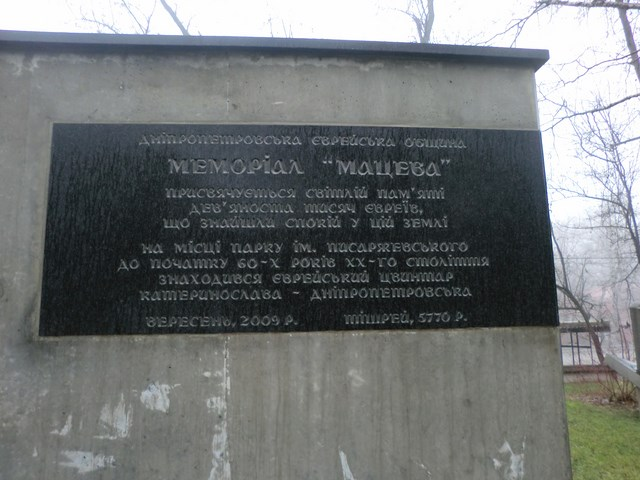 ДНІПРОПЕТРОВСЬКА ЄВРЕЙСЬКА ОБЩИНА
МЕМОРІАЛ "МАЦЕВА"
ПРИСВЯЧУЄТЬСЯ СВІТЛІЙ ПАМ'ЯТІ
ДЕВ'ЯНОСТА ТИСЯЧ ЄВРЕЇВ,
ЩО ЗНАЙШЛИ СПОКІЙ У ЦІЙ ЗЕМЛІ
НА МІСЦІ ПАРКУ ІМ. ПИСАРЖЕВСЬКОГО
ДО ПОЧАТКУ 60-Х РОКІВ ХХ-ГО СТОЛІТТЯ
ЗНАХОДИВСЯ ЄВРЕЙСЬКИЙ ЦВИНТАР
КАТЕРИНОСЛАВА - ДНІПРОПЕТРОВСЬКА
ВЕРЕСЕНЬ, 2009 Р. ТІШРЕЙ, 5770 Р.